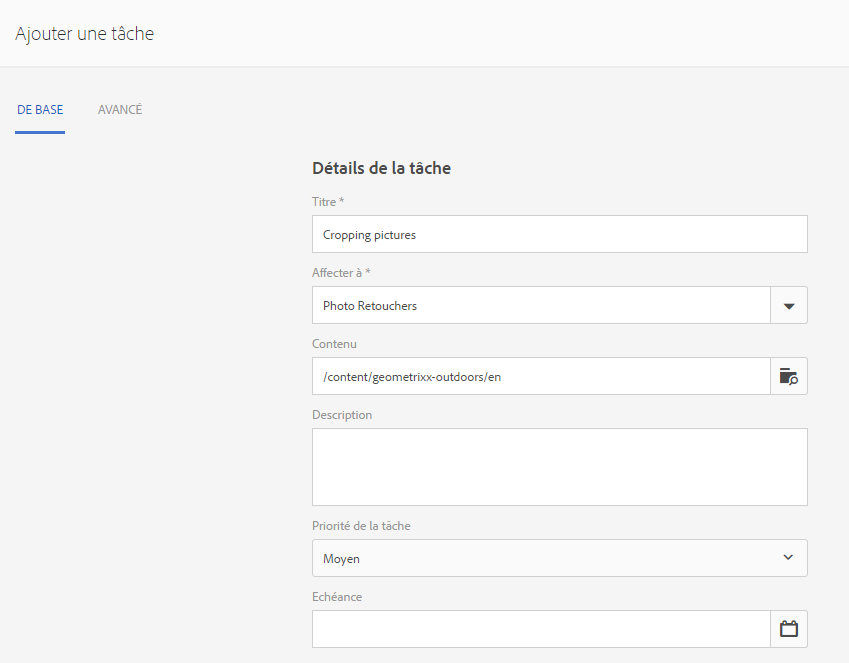 Ajouter une tâche
DE BASE AVANCÉ
Détails de la tâche
Titre *
Cropping pictures
Affecter à *
Photo Retouchers
Contenu
/content/geometrixx-outdoors/en
Description
Priorité de la tâche
Moyen
Echéance